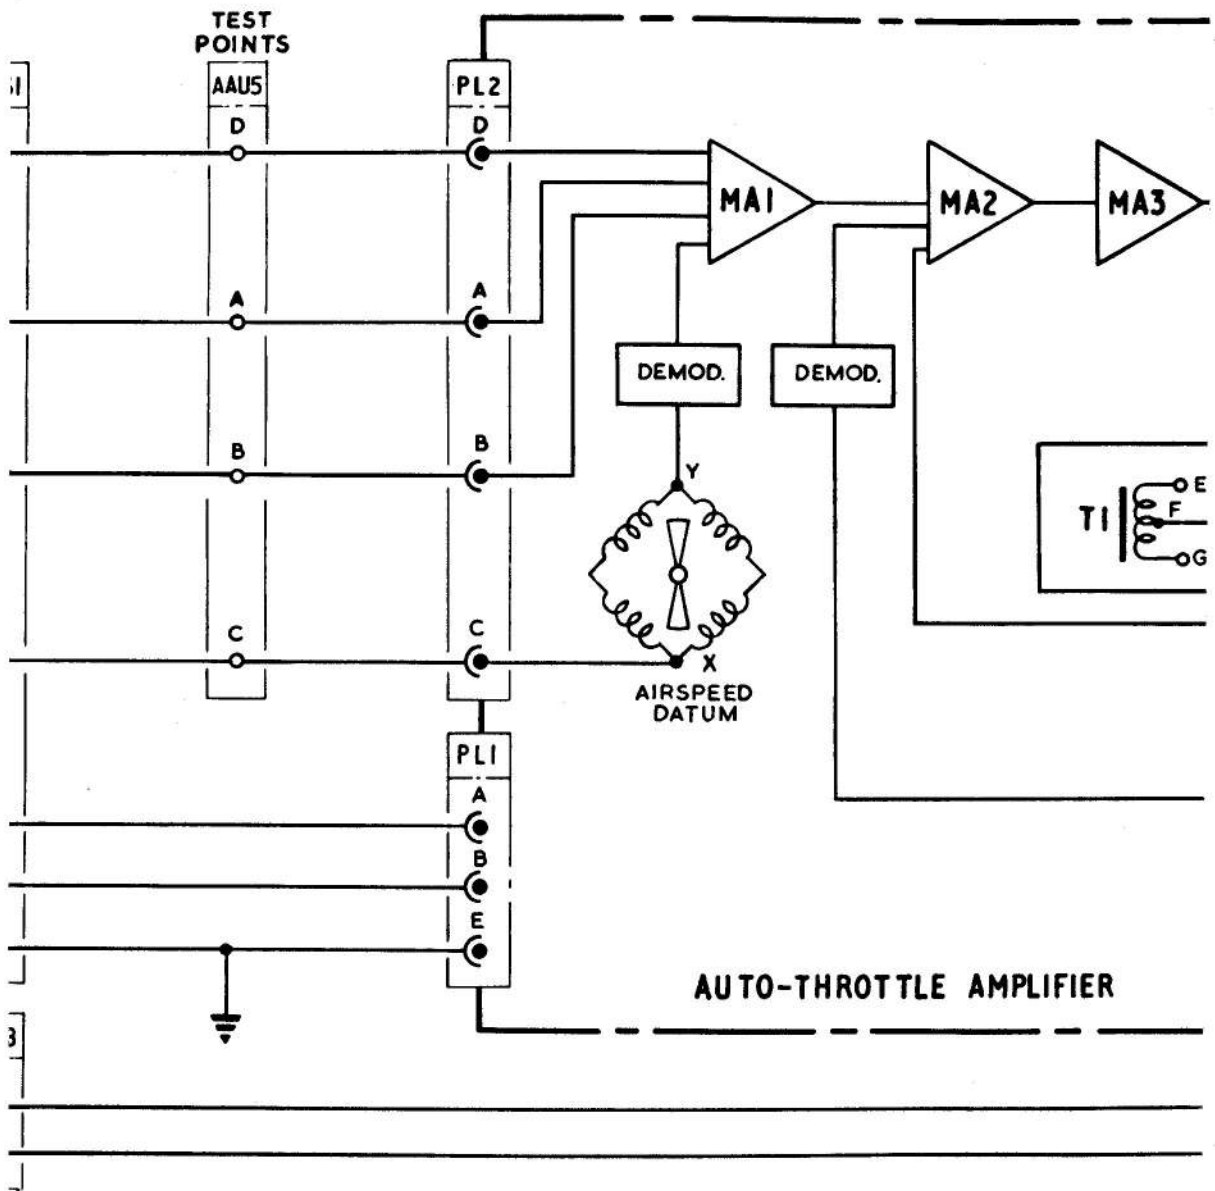 TEST
POINTS
AAU5
PL2
D
D
MA1
MA2
MA3
A
A
DEMOD.
DEMOD.
B
B
Y
E
T1
F
G
C
C
X
AIRSPEED
DATUM
PL1
A
B
E
AUTO-THROTTLE AMPLIFIER